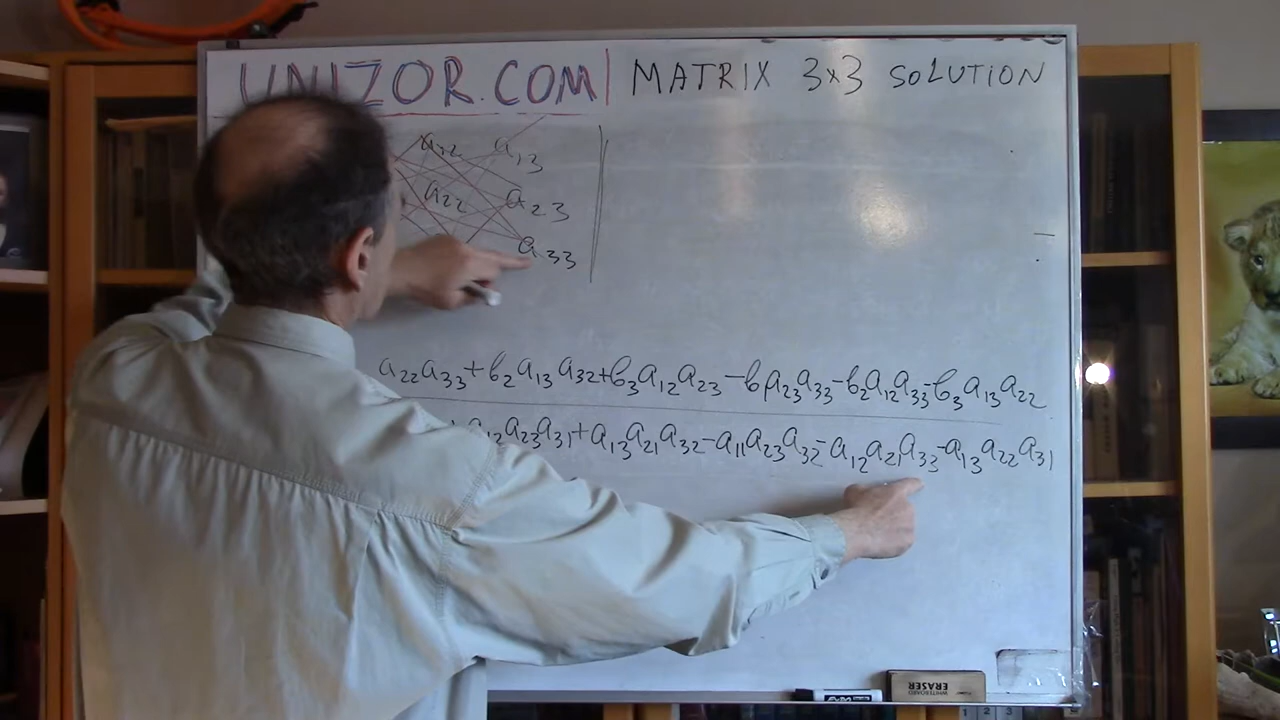 UNIZOR.COM | MATRIX 3x3 SOLUTION
a12 a13
a22 a23
a33
a22a33+b2a13a32+b3a12a23-b1a23a33-b2a12a33-b3a13a22
a12a23a31+a13a21a32-a11a23a32-a12a21a33-a13a22a31
ERASER